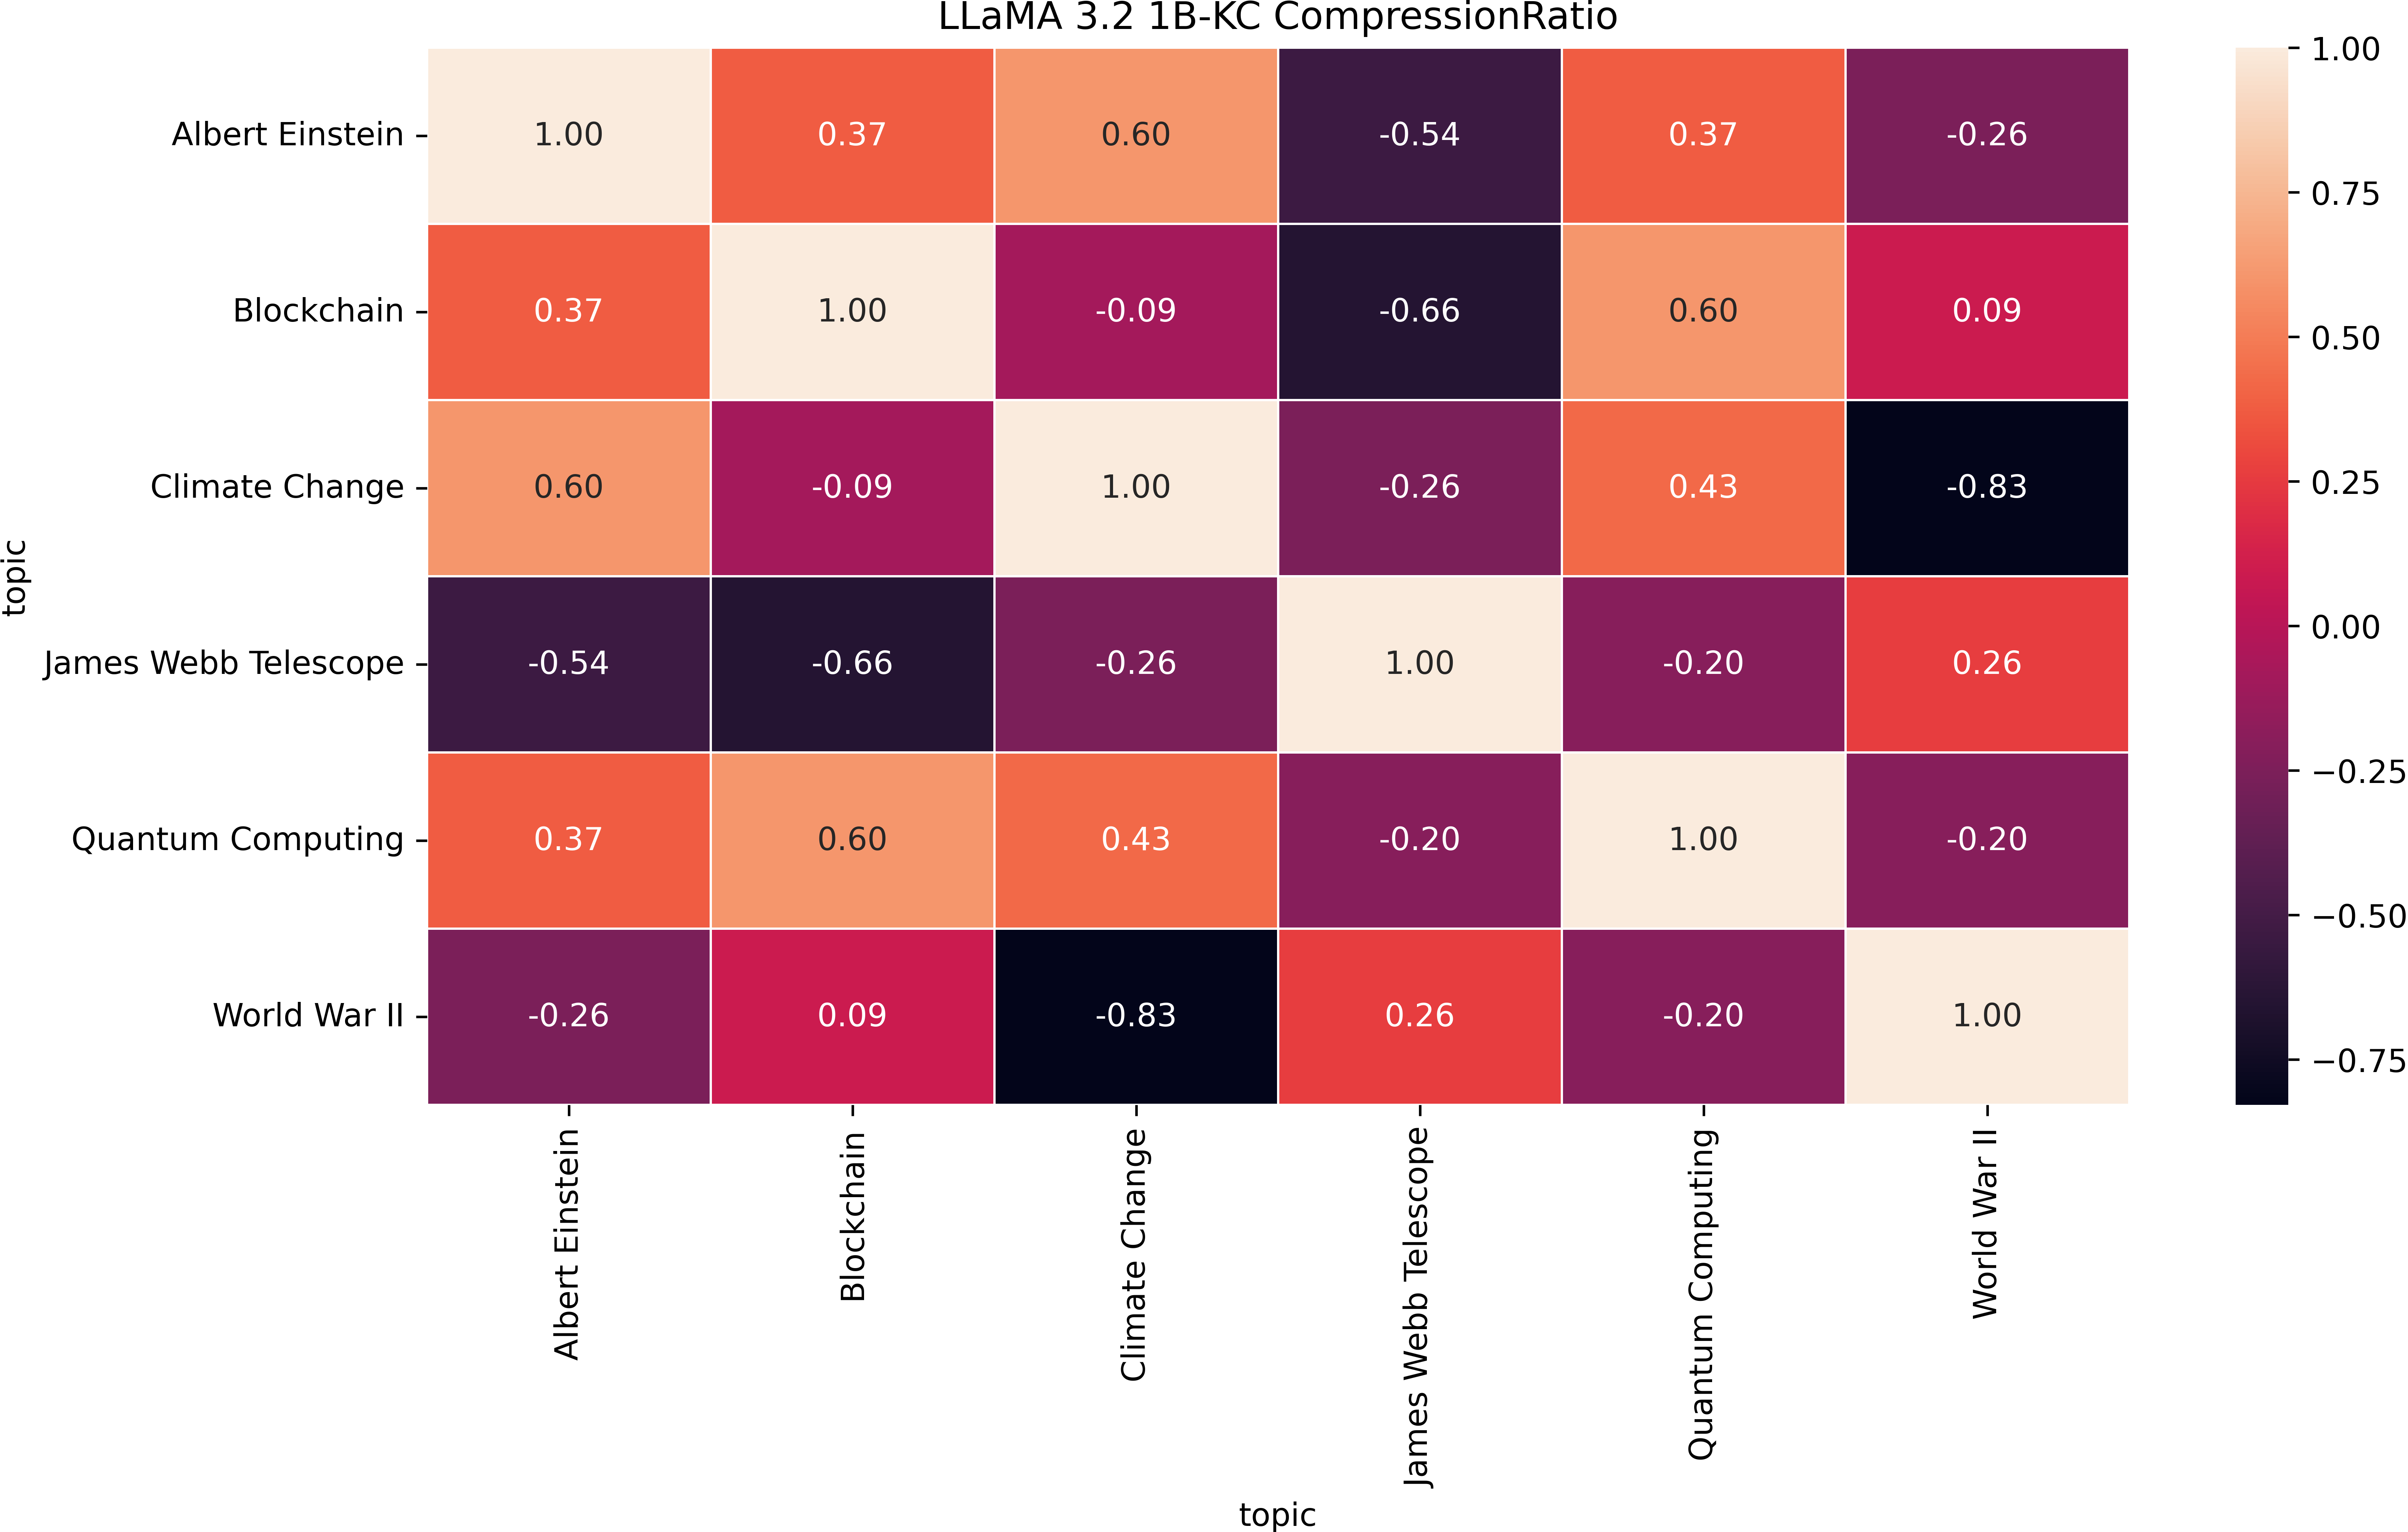 LLaMA 3.2 1B-KC CompressionRatio
topic
Albert Einstein 1.00 0.37 0.60 -0.54 0.37 -0.26
Blockchain 0.37 1.00 -0.09 -0.66 0.60 0.09
Climate Change 0.60 -0.09 1.00 -0.26 0.43 -0.83
James Webb Telescope -0.54 -0.66 -0.26 1.00 -0.20 0.26
Quantum Computing 0.37 0.60 0.43 -0.20 1.00 -0.20
World War II -0.26 0.09 -0.83 0.26 -0.20 1.00
Albert Einstein
Blockchain
Climate Change
James Webb Telescope
Quantum Computing
World War II
topic
1.00
0.75
0.50
0.25
0.00
−0.25
−0.50
−0.75